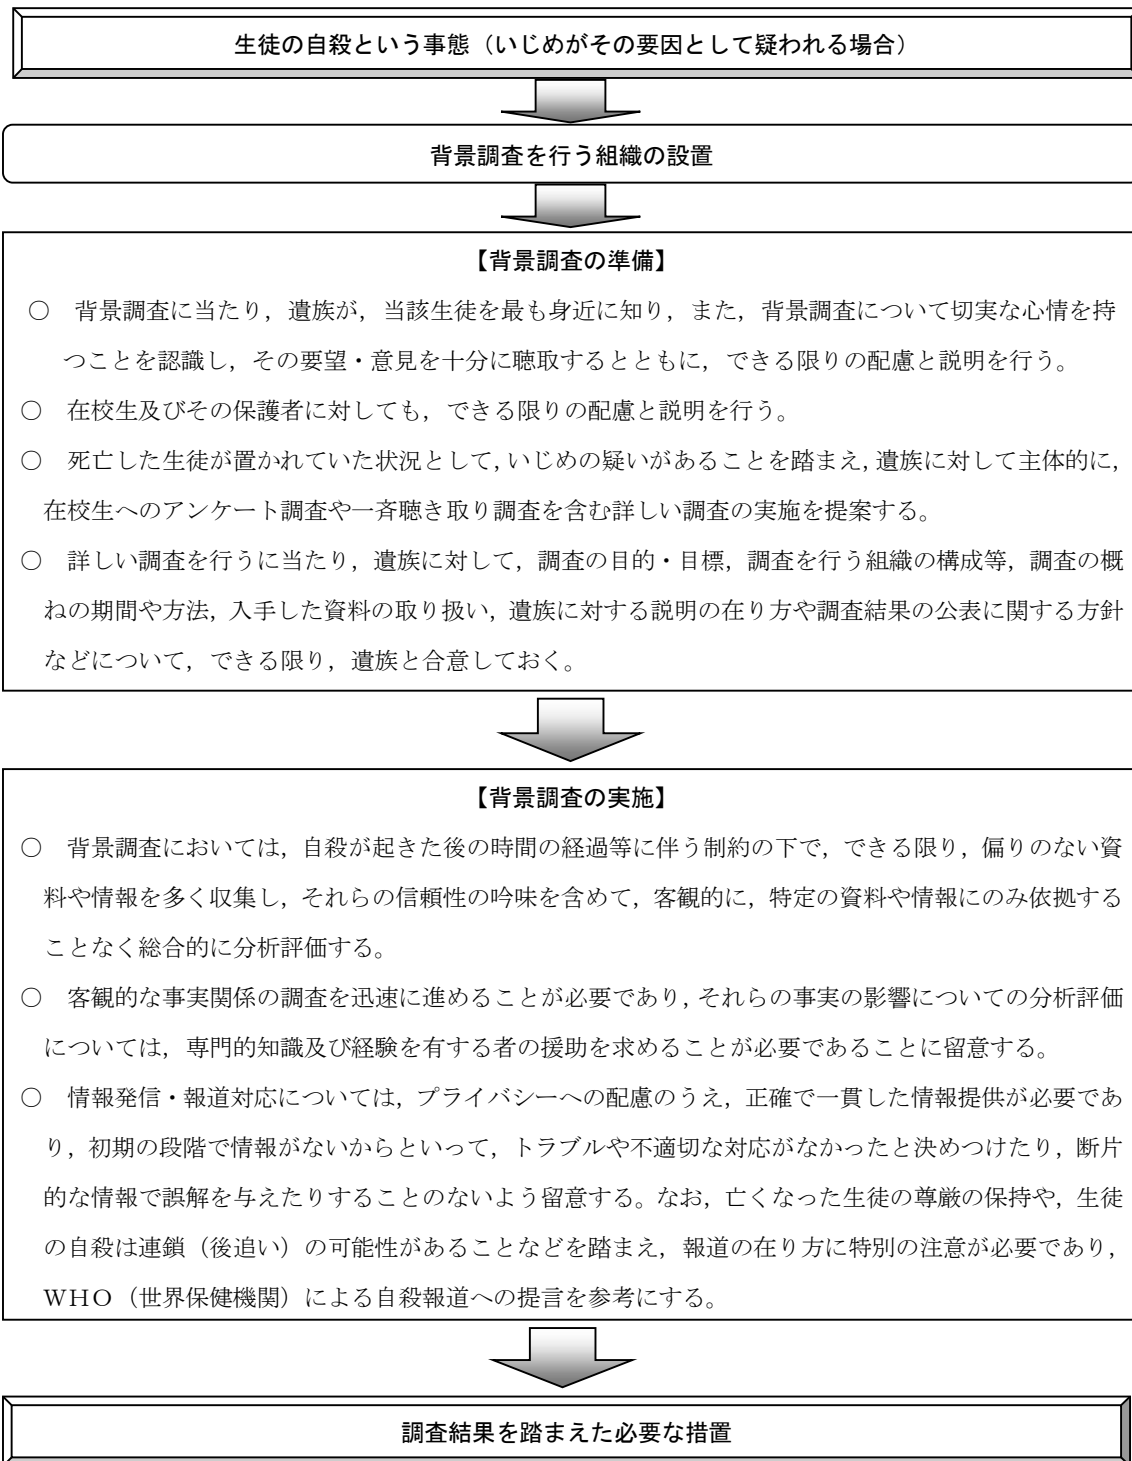 生徒の自殺という事態（いじめがその要因として疑われる場合）
背景調査を行う組織の設置
【背景調査の準備】
○　背景調査に当たり，遺族が，当該生徒を最も身近に知り，また，背景調査について切実な心情を持
つことを認識し，その要望・意見を十分に聴取するとともに，できる限りの配慮と説明を行う。
○　在校生及びその保護者に対しても，できる限りの配慮と説明を行う。
○　死亡した生徒が置かれていた状況として，いじめの疑いがあることを踏まえ，遺族に対して主体的に，
在校生へのアンケート調査や一斉聴き取り調査を含む詳しい調査の実施を提案する。
○　詳しい調査を行うに当たり，遺族に対して，調査の目的・目標，調査を行う組織の構成等，調査の概
ねの期間や方法，入手した資料の取り扱い，遺族に対する説明の在り方や調査結果の公表に関する方針
などについて，できる限り，遺族と合意しておく。
【背景調査の実施】
○　背景調査においては，自殺が起きた後の時間の経過等に伴う制約の下で，できる限り，偏りのない資
料や情報を多く収集し，それらの信頼性の吟味を含めて，客観的に，特定の資料や情報にのみ依拠する
ことなく総合的に分析評価する。
○　客観的な事実関係の調査を迅速に進めることが必要であり，それらの事実の影響についての分析評価
については，専門的知識及び経験を有する者の援助を求めることが必要であることに留意する。
○　情報発信・報道対応については，プライバシーへの配慮のうえ，正確で一貫した情報提供が必要であ
り，初期の段階で情報がないからといって，トラブルや不適切な対応がなかったと決めつけたり，断片
的な情報で誤解を与えたりすることのないよう留意する。なお，亡くなった生徒の尊厳の保持や，生徒
の自殺は連鎖（後追い）の可能性があることなどを踏まえ，報道の在り方に特別の注意が必要であり，
ＷＨＯ（世界保健機関）による自殺報道への提言を参考にする。
調査結果を踏まえた必要な措置